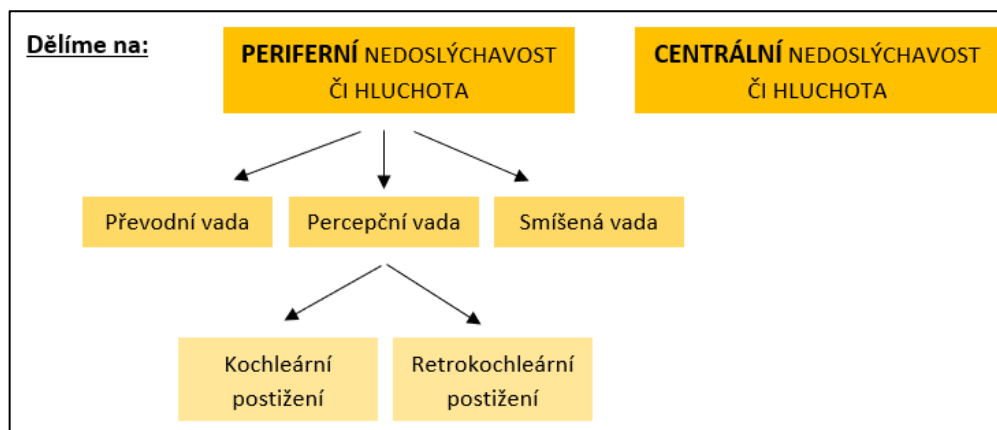 Dělíme na:
PERIFERNÍ NEDOSLÝCHAVOST
ČI HLUCHOTA
CENTRÁLNÍ NEDOSLÝCHAVOST
ČI HLUCHOTA
Převodní vada
Percepční vada
Smíšená vada
Kochleární
postižení
Retrokochleární
postižení